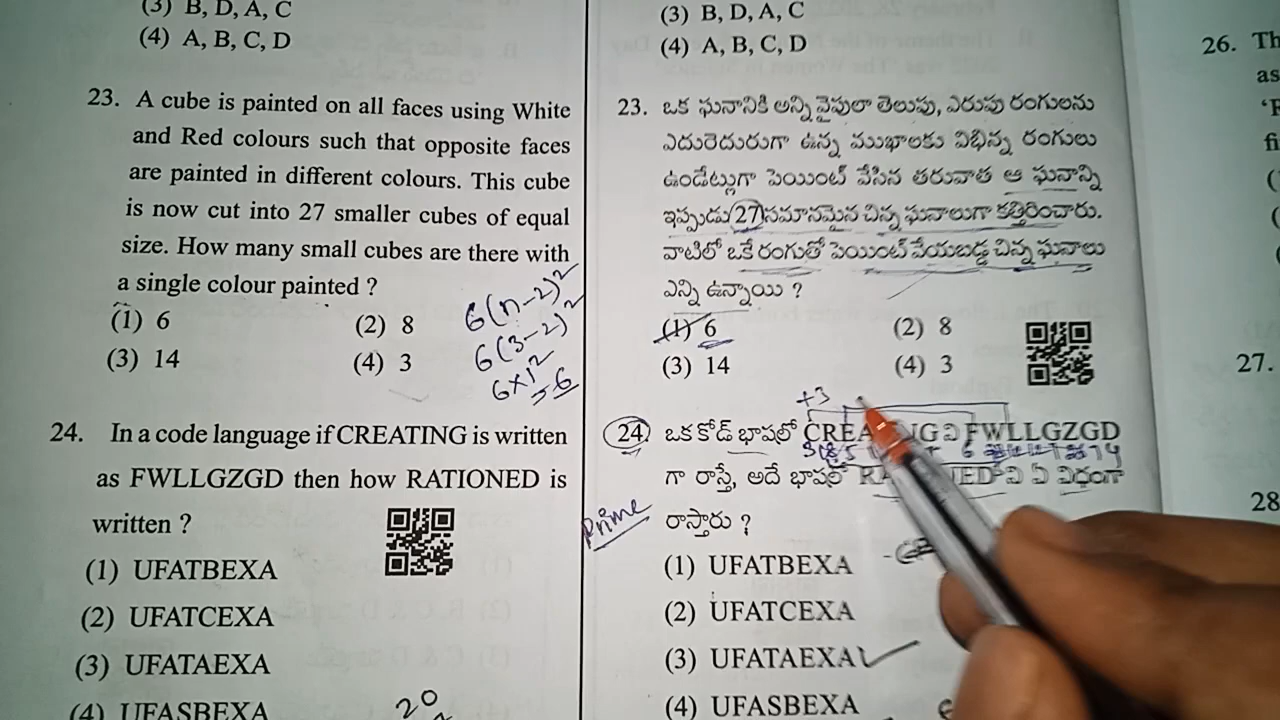 (3) B, D, A, C
(4) A, B, C, D
23. A cube is painted on all faces using White
and Red colours such that opposite faces
are painted in different colours. This cube
is now cut into 27 smaller cubes of equal
size. How many small cubes are there with
a single colour painted ?
(1) 6
(2) 8
(3) 14
(4) 3
6(n-2)²
6(3-2)²
6×1²
=6
24. In a code language if CREATING is written
as FWLLGZGD then how RATIONED is
written ?
(1) UFATBEXA
(2) UFATCEXA
(3) UFATAEXA
(4) UFASBEXA
20
(3) B, D, A, C
(4) A, B, C, D
23. ఒక ఘనానికి అన్ని వైపులా తెలుపు, ఎరుపు రంగులను
ఎదురెదురుగా ఉన్న ముఖాలకు విభిన్న రంగులు
ఉండేట్లుగా పెయింట్ వేసిన తరువాత ఆ ఘనాన్ని
ఇప్పుడు 27 సమానమైన చిన్న ఘనాలుగా కత్తిరించారు.
వాటిలో ఒకే రంగుతో పెయింట్ వేయబడ్డ చిన్న ఘనాలు
ఎన్ని ఉన్నాయి ?
(1) 6
(2) 8
(3) 14
(4) 3
+3
24. ఒక కోడ్ భాషలో ని FWLLGZGD
గా రాస్తే, అదే భాషలో ని ఏ విధంగా
Prime
రాస్తారు ?
(1) UFATBEXA
(2) UFATCEXA
(3) UFATAEXA
(4) UFASBEXA
26. Th
as
27.
28